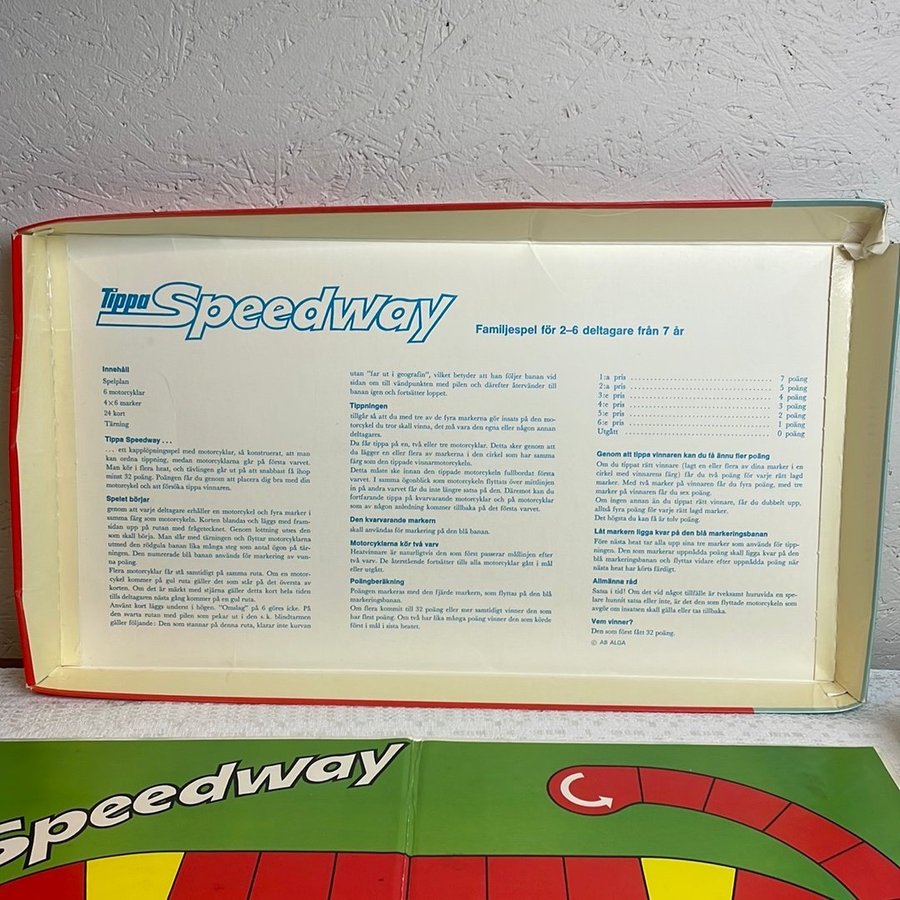 Tippa Speedway
Familjespel för 2–6 deltagare från 7 år
Innehåll
Spelplan
6 motorcyklar
4×6 marker
24 kort
Tärning
Tippa Speedway . . .
. . . ett kapplöpningspel med motorcyklar, så konstruerat, att man
kan ordna tippning, medan motorcyklarna går på första varvet.
Man kör i flera heat, och tävlingen går ut på att snabbast få ihop
minst 32 poäng. Poängen får du genom att placera dig bra med din
motorcykel och att försöka tippa vinnaren.
Spelet börjar
genom att varje deltagare erhåller en motorcykel och fyra marker i
samma färg som motorcykeln. Korten blandas och läggs med fram-
sidan upp på rutan med frågetecknet. Genom lottning utses den
som skall börja. Man slår med tärningen och flyttar motorcyklarna
utmed den rödgula banan lika många steg som antal ögon på tär-
ningen. Den numrerade blå banan används för markering av vun-
na poäng.
Flera motorcyklar får stå samtidigt på samma ruta. Om en motor-
cykel kommer på gul ruta gäller det som står på det översta av
korten. Om det är märkt med stjärna gäller detta kort hela tiden
tills deltagaren nästa gång kommer på en gul ruta.
Använt kort läggs underst i högen. "Omslag" på 6 göres icke. På
den svarta rutan med pilen som pekar ut i den s.k. blindtarmen
gäller följande: Den som stannar på denna ruta, klarar inte kurvan
utan "far ut i geografin", vilket betyder att han följer banan vid
sidan om till vändpunkten med pilen och därefter återvänder till
banan igen och fortsätter loppet.
Tippningen
tillgår så att du med tre av de fyra markerna gör insats på den mo-
torcykel du tror skall vinna, det må vara den egna eller någon annan
deltagares.
Du får tippa på en, två eller tre motorcyklar. Detta sker genom att
du lägger en eller flera av markerna i den cirkel som har samma
färg som den tippade vinnarmotorcykeln.
Detta måste ske innan den tippade motorcykeln fullbordat första
varvet. I samma ögonblick som motorcykeln flyttats över mittlinjen
in på andra varvet får du inte längre satsa på den. Däremot kan du
fortfarande tippa på kvarvarande motorcyklar och på motorcyklar
som av någon anledning kommer tillbaka på det första varvet.
Den kvarvarande markern
skall användas för markering på den blå banan.
Motorcyklarna kör två varv
Heatvinnare är naturligtvis den som först passerar mållinjen efter
två varv. De återstående fortsätter tills alla motorcyklar gått i mål
eller utgått.
Poängberäkning
Poängen markeras med den fjärde markern, som flyttas på den blå
markeringsbanan.
Om flera kommit till 32 poäng eller mer samtidigt vinner den som
har flest poäng. Om två har lika många poäng vinner den som körde
först i mål i sista heatet.
1:a pris . . . . . . . . . . . . . . . . . . . . 7 poäng
2:a pris . . . . . . . . . . . . . . . . . . . . 5 poäng
3:e pris . . . . . . . . . . . . . . . . . . . . 4 poäng
4:e pris . . . . . . . . . . . . . . . . . . . . 3 poäng
5:e pris . . . . . . . . . . . . . . . . . . . . 2 poäng
6:e pris . . . . . . . . . . . . . . . . . . . . 1 poäng
Utgått . . . . . . . . . . . . . . . . . . . . 0 poäng
Genom att tippa vinnaren kan du få ännu fler poäng
Om du tippat rätt vinnare (lagt en eller flera av dina marker i en
cirkel med vinnarens färg) får du två poäng för varje rätt lagd
marker. Med två marker på vinnaren får du fyra poäng, med tre
marker på vinnaren får du sex poäng.
Om ingen annan än du tippat rätt vinnare, får du dubbelt upp,
alltså fyra poäng för varje rätt lagd marker.
Det högsta du kan få är tolv poäng.
Låt markern ligga kvar på den blå markeringsbanan
Före nästa heat tar alla upp sina tre marker som används för tipp-
ningen. Den som markerar uppnådda poäng skall ligga kvar på den
blå markeringsbanan och flyttas vidare efter uppnådda poäng när
nästa heat har körts färdigt.
Allmänna råd
Satsa i tid! Om det vid något tillfälle är tveksamt huruvida en spe-
lare hunnit satsa eller inte, är det den som flyttade motorcykeln som
avgör om insatsen skall gälla eller tas tillbaka.
Vem vinner?
Den som först fått 32 poäng.
© AB ALGA
Speedway